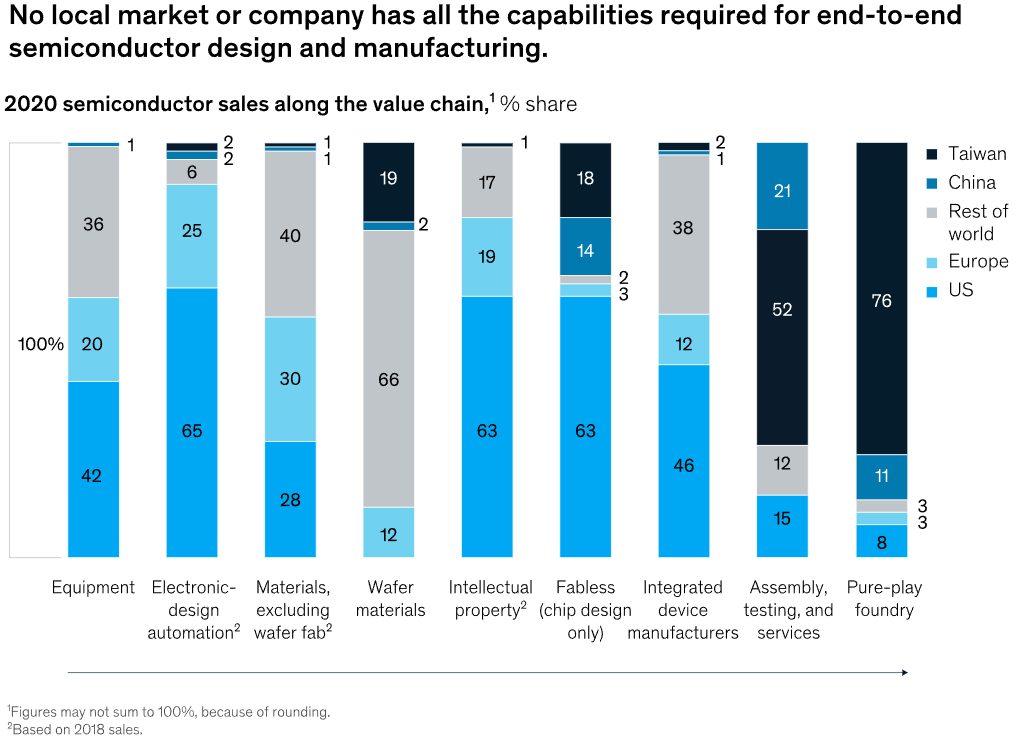 No local market or company has all the capabilities required for end-to-end
semiconductor design and manufacturing.
2020 semiconductor sales along the value chain,¹ % share
100%
1
36
20
42
2
2
6
25
65
1
1
40
30
28
19
2
66
12
1
17
19
63
18
14
2
3
63
2
1
38
12
46
21
52
12
15
76
11
3
3
8
Taiwan
China
Rest of
world
Europe
US
Equipment
Electronic-
design
automation²
Materials,
excluding
wafer fab²
Wafer
materials
Intellectual
property²
Fabless
(chip design
only)
Integrated
device
manufacturers
Assembly,
testing, and
services
Pure-play
foundry
¹Figures may not sum to 100%, because of rounding.
²Based on 2018 sales.